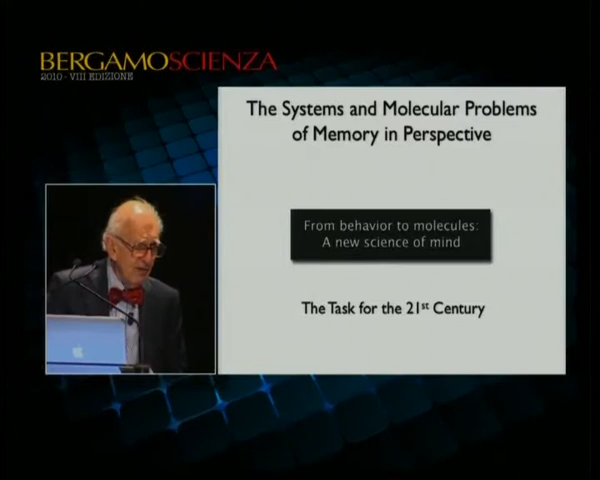 BERGAMOSCIENZA
2010 - VIII EDIZIONE
The Systems and Molecular Problems
of Memory in Perspective
From behavior to molecules:
A new science of mind
The Task for the 21st Century